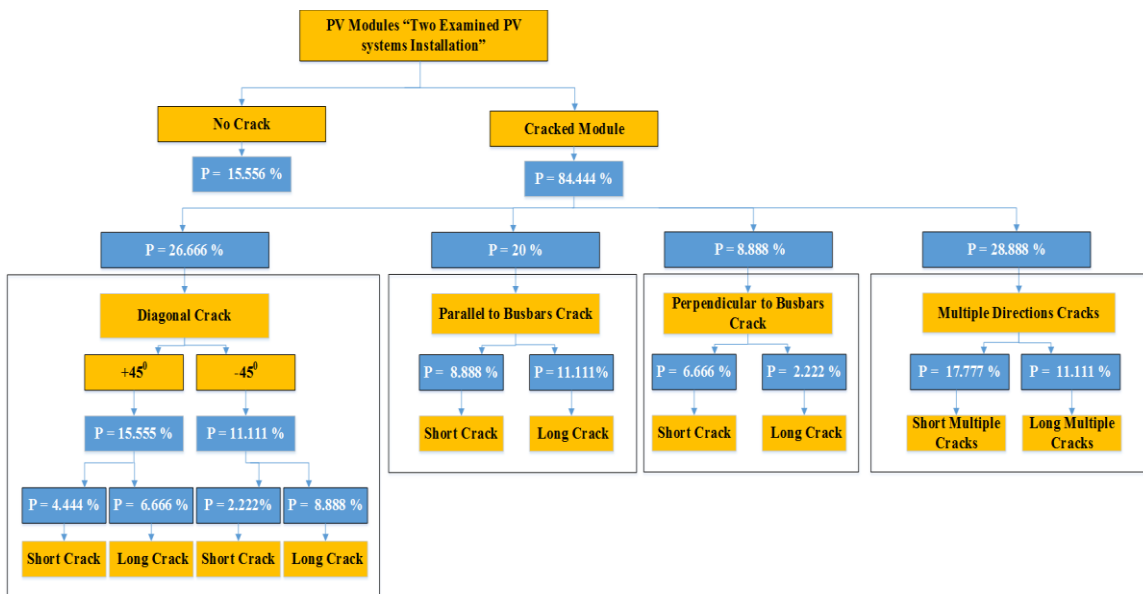 PV Modules “Two Examined PV
systems Installation”
No Crack
Cracked Module
P = 15.556 %
P = 84.444 %
P = 26.666 %
P = 20 %
P = 8.888 %
P = 28.888 %
Diagonal Crack
Parallel to Busbars Crack
Perpendicular to Busbars
Crack
Multiple Directions Cracks
+45⁰
-45⁰
P = 8.888 %
P = 11.111%
P = 6.666 %
P = 2.222 %
P = 17.777 %
P = 11.111 %
P = 15.555 %
P = 11.111 %
Short Crack
Long Crack
Short Crack
Long Crack
Short Multiple
Cracks
Long Multiple
Cracks
P = 4.444 %
P = 6.666 %
P = 2.222%
P = 8.888 %
Short Crack
Long Crack
Short Crack
Long Crack